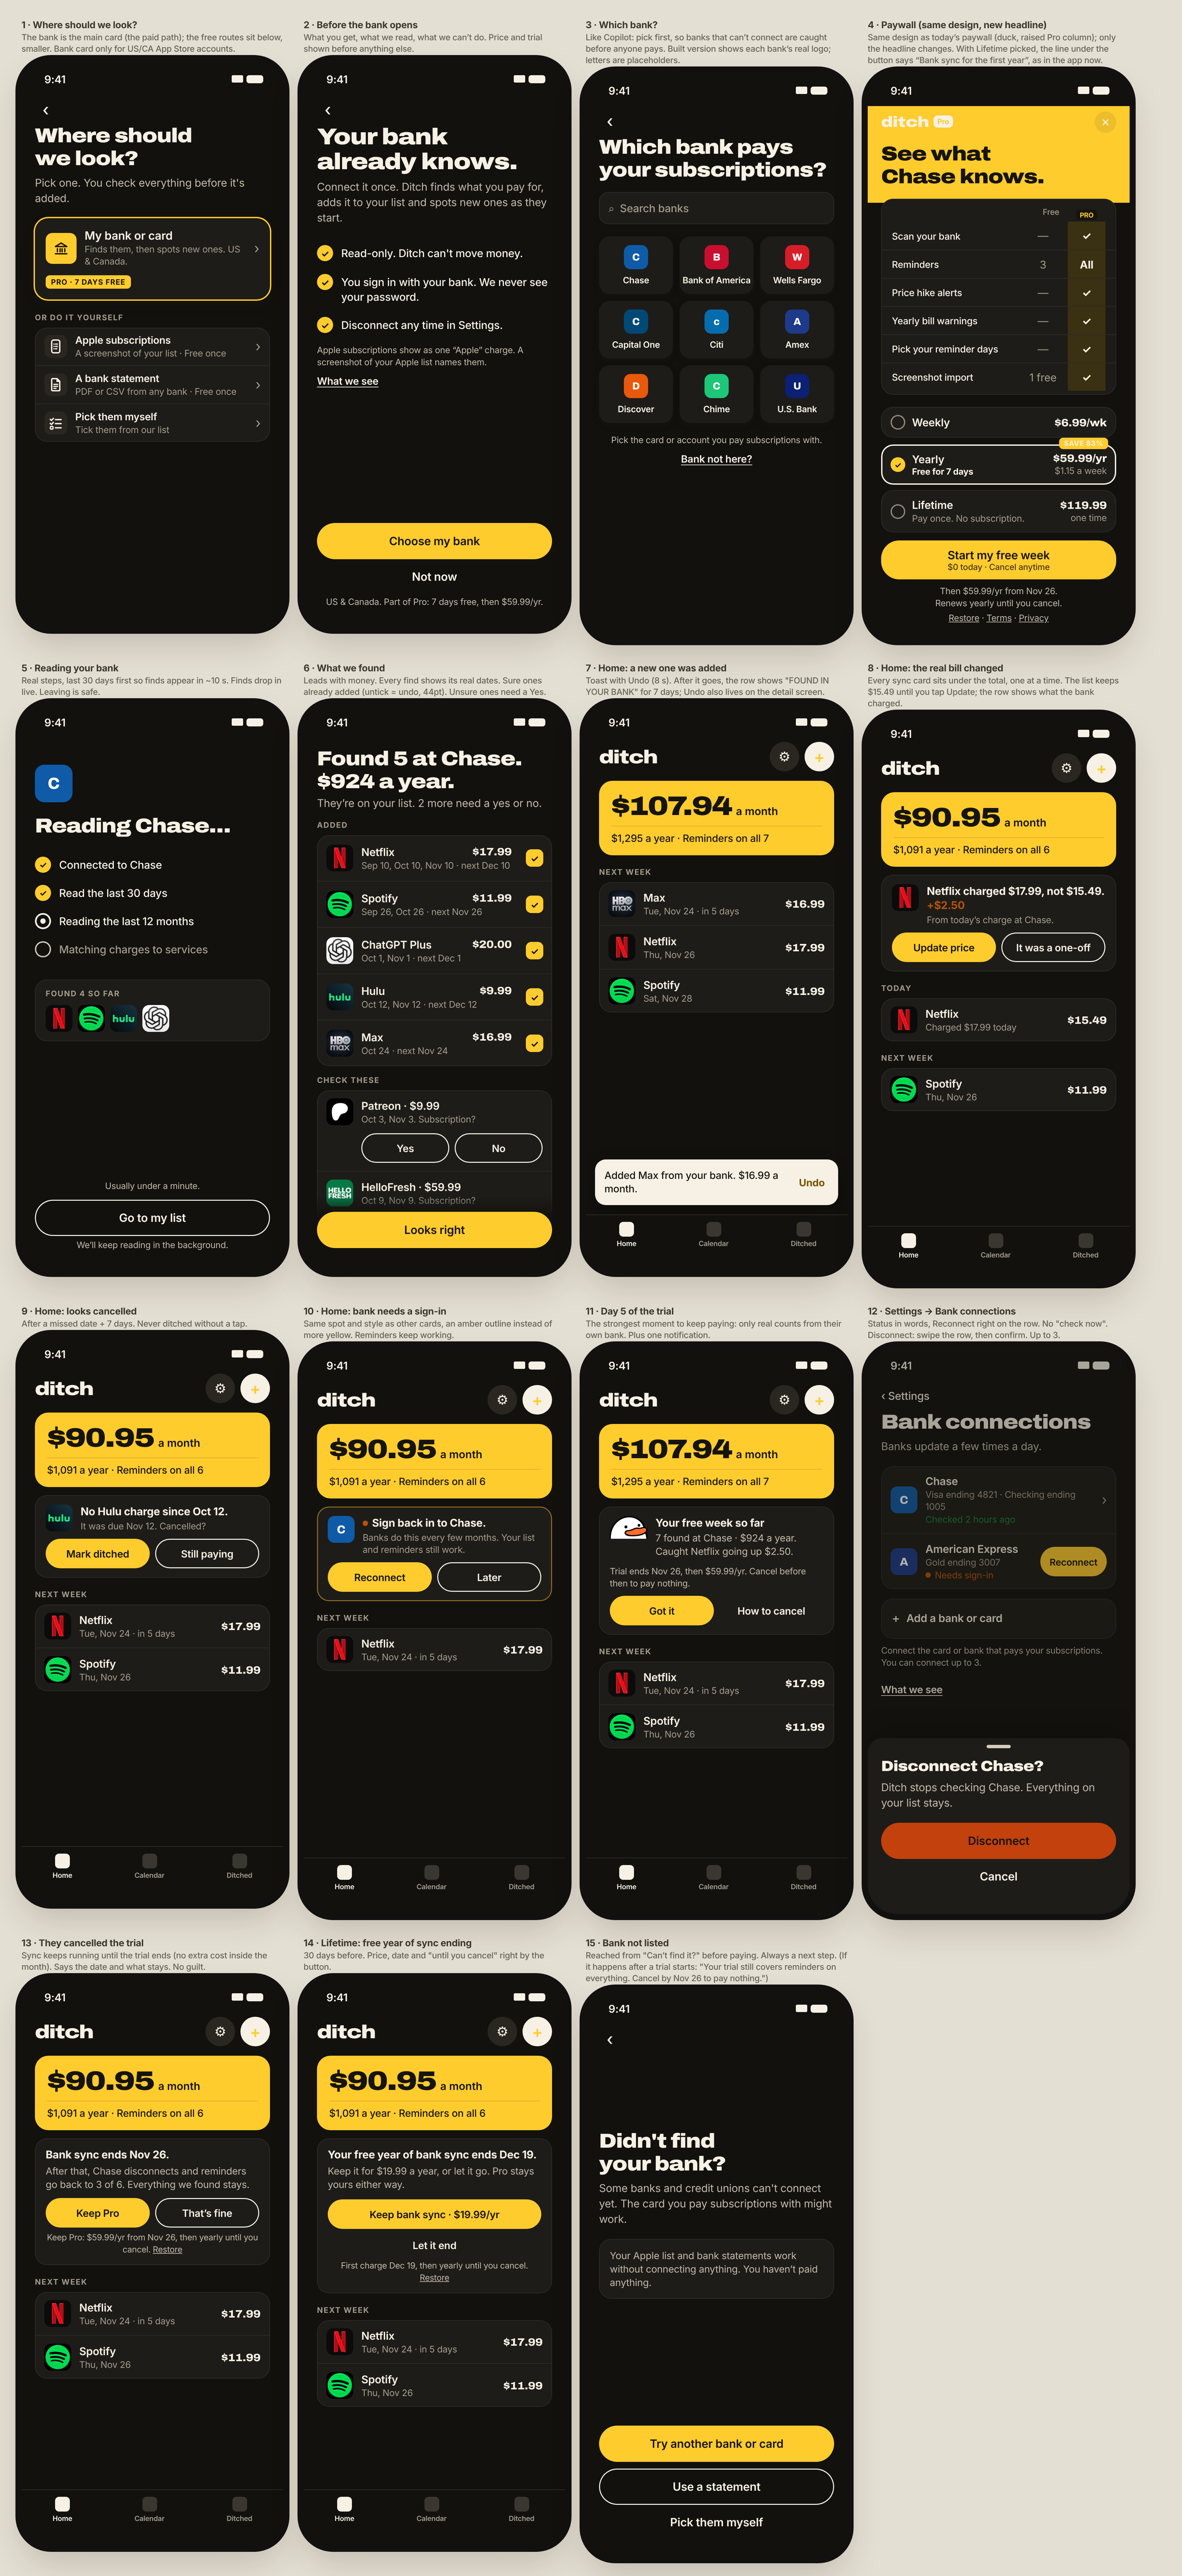 1 · Where should we look?
The bank is the main card (the paid path); the free routes sit below,
smaller. Bank card only for US/CA App Store accounts.
9:41
‹
Where should
we look?
Pick one. You check everything before it's
added.
My bank or card
Finds them, then spots new ones. US
& Canada.
›
PRO · 7 DAYS FREE
OR DO IT YOURSELF
Apple subscriptions
A screenshot of your list · Free once
›
A bank statement
PDF or CSV from any bank · Free once
›
Pick them myself
Tick them from our list
›
2 · Before the bank opens
What you get, what we read, what we can't do. Price and trial
shown before anything else.
9:41
‹
Your bank
already knows.
Connect it once. Ditch finds what you pay for,
adds it to your list and spots new ones as they
start.
Read-only. Ditch can't move money.
You sign in with your bank. We never see
your password.
Disconnect any time in Settings.
Apple subscriptions show as one "Apple" charge. A
screenshot of your Apple list names them.
What we see
Choose my bank
Not now
US & Canada. Part of Pro: 7 days free, then $59.99/yr.
3 · Which bank?
Like Copilot: pick first, so banks that can't connect are caught
before anyone pays. Built version shows each bank's real logo;
letters are placeholders.
9:41
‹
Which bank pays
your subscriptions?
Search banks
C B W
Chase Bank of America Wells Fargo
C c A
Capital One Citi Amex
D C U
Discover Chime U.S. Bank
Pick the card or account you pay subscriptions with.
Bank not here?
4 · Paywall (same design, new headline)
Same design as today's paywall (duck, raised Pro column); only
the headline changes. With Lifetime picked, the line under the
button says "Bank sync for the first year", as in the app now.
9:41
ditch Pro
✕
See what
Chase knows.
Free PRO
Scan your bank — ✓
Reminders 3 All
Price hike alerts — ✓
Yearly bill warnings — ✓
Pick your reminder days — ✓
Screenshot import 1 free ✓
Weekly $6.99/wk
SAVE 83%
Yearly $59.99/yr
Free for 7 days $1.15 a week
Lifetime $119.99
Pay once. No subscription. one time
Start my free week
$0 today · Cancel anytime
Then $59.99/yr from Nov 26.
Renews yearly until you cancel.
Restore · Terms · Privacy
5 · Reading your bank
Real steps, last 30 days first so finds appear in ~10 s. Finds drop in
live. Leaving is safe.
9:41
C
Reading Chase...
Connected to Chase
Read the last 30 days
Reading the last 12 months
Matching charges to services
FOUND 4 SO FAR
hulu
Usually under a minute.
Go to my list
We'll keep reading in the background.
6 · What we found
Leads with money. Every find shows its real dates. Sure ones
already added (untick = undo, 44pt). Unsure ones need a Yes.
9:41
Found 5 at Chase.
$924 a year.
They're on your list. 2 more need a yes or no.
ADDED
Netflix $17.99
Sep 10, Oct 10, Nov 10 · next Dec 10
Spotify $11.99
Sep 26, Oct 26 · next Nov 26
ChatGPT Plus $20.00
Oct 1, Nov 1 · next Dec 1
hulu
Hulu $9.99
Oct 12, Nov 12 · next Dec 12
HBO max
Max $16.99
Oct 24 · next Nov 24
CHECK THESE
Patreon · $9.99
Oct 3, Nov 3. Subscription?
Yes No
HELLO FRESH
HelloFresh · $59.99
Oct 9, Nov 9. Subscription?
Looks right
7 · Home: a new one was added
Toast with Undo (8 s). After it goes, the row shows "FOUND IN
YOUR BANK" for 7 days; Undo also lives on the detail screen.
9:41
ditch
+
$107.94 a month
$1,295 a year · Reminders on all 7
NEXT WEEK
HBO max
Max $16.99
Tue, Nov 24 · in 5 days
Netflix $17.99
Thu, Nov 26
Spotify $11.99
Sat, Nov 28
Added Max from your bank. $16.99 a
month.
Undo
Home Calendar Ditched
8 · Home: the real bill changed
Every sync card sits under the total, one at a time. The list keeps
$15.49 until you tap Update; the row shows what the bank
charged.
9:41
ditch
+
$90.95 a month
$1,091 a year · Reminders on all 6
Netflix charged $17.99, not $15.49.
+$2.50
From today's charge at Chase.
Update price It was a one-off
TODAY
Netflix $15.49
Charged $17.99 today
NEXT WEEK
Spotify $11.99
Thu, Nov 26
Home Calendar Ditched
9 · Home: looks cancelled
After a missed date + 7 days. Never ditched without a tap.
9:41
ditch
+
$90.95 a month
$1,091 a year · Reminders on all 6
hulu
No Hulu charge since Oct 12.
It was due Nov 12. Cancelled?
Mark ditched Still paying
NEXT WEEK
Netflix $17.99
Tue, Nov 24 · in 5 days
Spotify $11.99
Thu, Nov 26
Home Calendar Ditched
10 · Home: bank needs a sign-in
Same spot and style as other cards, an amber outline instead of
more yellow. Reminders keep working.
9:41
ditch
+
$90.95 a month
$1,091 a year · Reminders on all 6
C
Sign back in to Chase.
Banks do this every few months. Your list
and reminders still work.
Reconnect Later
NEXT WEEK
Netflix $17.99
Tue, Nov 24 · in 5 days
Home Calendar Ditched
11 · Day 5 of the trial
The strongest moment to keep paying: only real counts from their
own bank. Plus one notification.
9:41
ditch
+
$107.94 a month
$1,295 a year · Reminders on all 7
Your free week so far
7 found at Chase · $924 a year.
Caught Netflix going up $2.50.
Trial ends Nov 26, then $59.99/yr. Cancel before
then to pay nothing.
Got it How to cancel
NEXT WEEK
Netflix $17.99
Tue, Nov 24 · in 5 days
Spotify $11.99
Thu, Nov 26
Home Calendar Ditched
12 · Settings → Bank connections
Status in words, Reconnect right on the row. No "check now".
Disconnect: swipe the row, then confirm. Up to 3.
9:41
‹ Settings
Bank connections
Banks update a few times a day.
C
Chase
Visa ending 4821 · Checking ending
1005
Checked 2 hours ago
›
A
American Express
Gold ending 3007
Needs sign-in
Reconnect
+ Add a bank or card
Connect the card or bank that pays your subscriptions.
You can connect up to 3.
What we see
Disconnect Chase?
Ditch stops checking Chase. Everything on
your list stays.
Disconnect
Cancel
13 · They cancelled the trial
Sync keeps running until the trial ends (no extra cost inside the
month). Says the date and what stays. No guilt.
9:41
ditch
+
$90.95 a month
$1,091 a year · Reminders on all 6
Bank sync ends Nov 26.
After that, Chase disconnects and reminders
go back to 3 of 6. Everything we found stays.
Keep Pro That's fine
Keep Pro: $59.99/yr from Nov 26, then yearly until you
cancel. Restore
NEXT WEEK
Netflix $17.99
Tue, Nov 24 · in 5 days
Spotify $11.99
Thu, Nov 26
Home Calendar Ditched
14 · Lifetime: free year of sync ending
30 days before. Price, date and "until you cancel" right by the
button.
9:41
ditch
+
$90.95 a month
$1,091 a year · Reminders on all 6
Your free year of bank sync ends Dec 19.
Keep it for $19.99 a year, or let it go. Pro stays
yours either way.
Keep bank sync · $19.99/yr
Let it end
First charge Dec 19, then yearly until you cancel.
Restore
NEXT WEEK
Netflix $17.99
Tue, Nov 24 · in 5 days
Spotify $11.99
Thu, Nov 26
Home Calendar Ditched
15 · Bank not listed
Reached from "Can't find it?" before paying. Always a next step. (If
it happens after a trial starts: "Your trial still covers reminders on
everything. Cancel by Nov 26 to pay nothing.")
9:41
‹
Didn't find
your bank?
Some banks and credit unions can't connect
yet. The card you pay subscriptions with might
work.
Your Apple list and bank statements work
without connecting anything. You haven't paid
anything.
Try another bank or card
Use a statement
Pick them myself